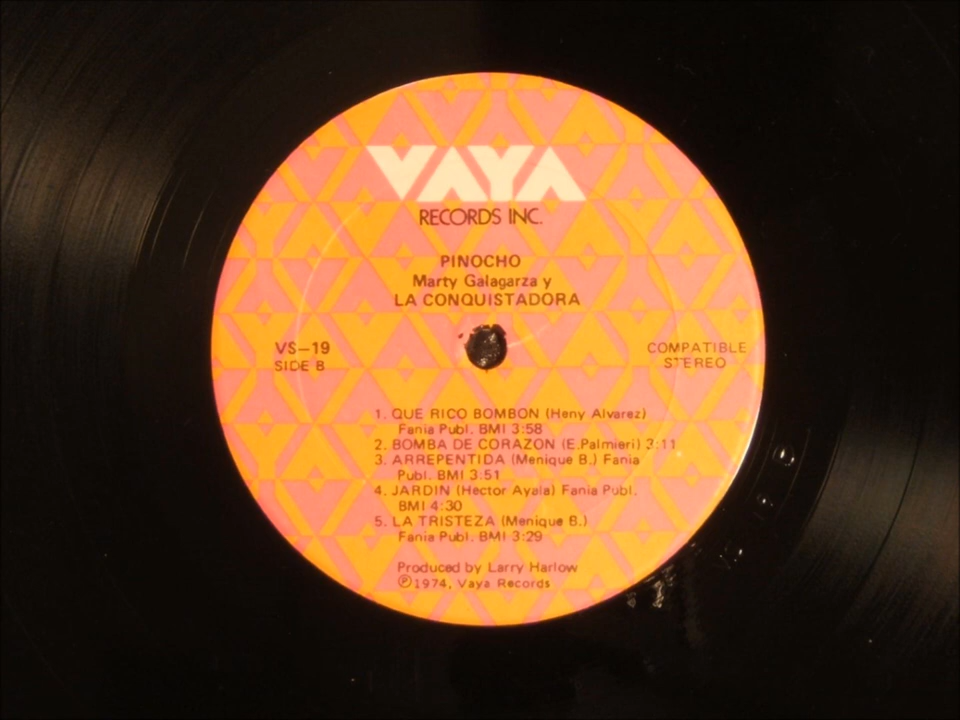 VAYA
RECORDS INC.
PINOCHO
Marty Galagarza y
LA CONQUISTADORA
VS–19
SIDE B
COMPATIBLE
STEREO
1. QUE RICO BOMBON (Heny Alvarez)
Fania Publ. BMI 3:58
2. BOMBA DE CORAZON (E.Palmieri) 3:11
3. ARREPENTIDA (Menique B.) Fania
Publ. BMI 3:51
4. JARDIN (Hector Ayala) Fania Publ.
BMI 4:30
5. LA TRISTEZA (Menique B.)
Fania Publ. BMI 3:29
Produced by Larry Harlow
℗1974, Vaya Records